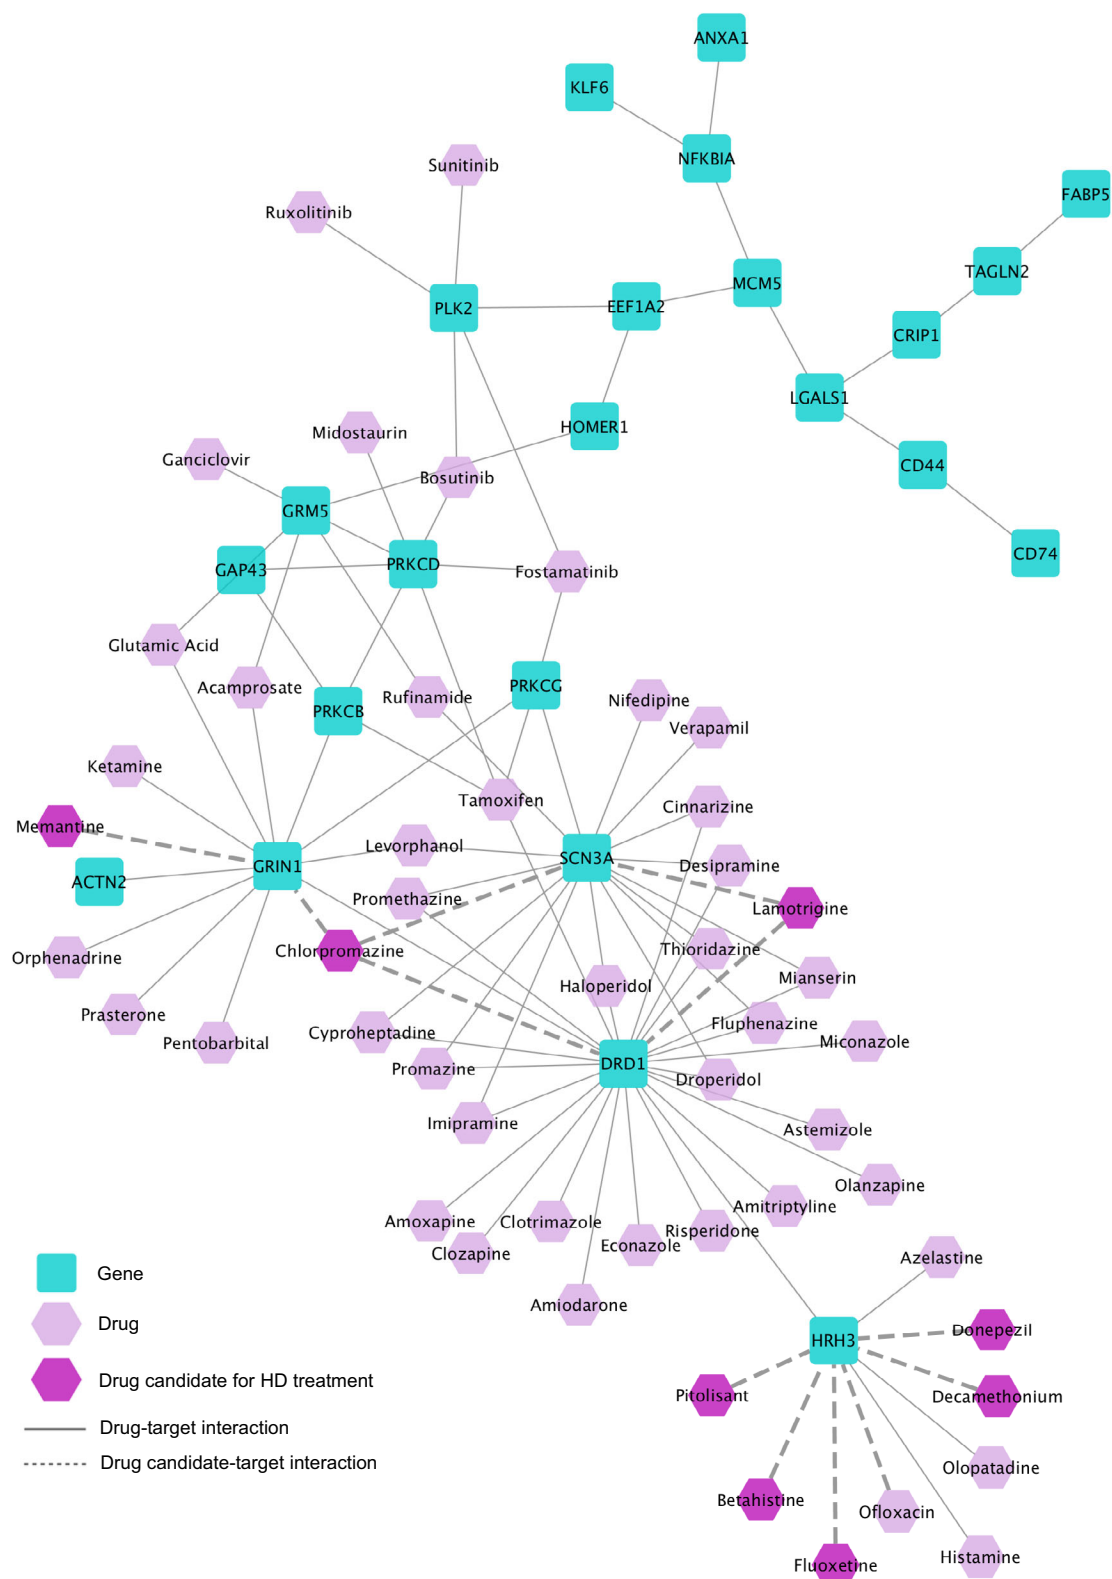 ANXA1
KLF6
NFKBIA
Sunitinib
FABP5
Ruxolitinib
TAGLN2
MCM5
PLK2
EEF1A2
CRIP1
LGALS1
HOMER1
Midostaurin
Ganciclovir
CD44
Bosutinib
GRM5
CD74
PRKCD
GAP43
Fostamatinib
Glutamic Acid
Acamprosate
PRKCG
Rufinamide
Nifedipine
PRKCB
Verapamil
Ketamine
Tamoxifen
Cinnarizine
Memantine
Levorphanol
SCN3A
GRIN1
Desipramine
ACTN2
Promethazine
Lamotrigine
Chlorpromazine
Thioridazine
Orphenadrine
Haloperidol
Mianserin
Prasterone
Fluphenazine
Cyproheptadine
Pentobarbital
Miconazole
DRD1
Promazine
Droperidol
Imipramine
Astemizole
Olanzapine
Amitriptyline
Amoxapine
Clotrimazole
Risperidone
Econazole
Clozapine
Azelastine
Gene
Amiodarone
Drug
Donepezil
HRH3
Drug candidate for HD treatment
Pitolisant
Decamethonium
Drug-target interaction
Drug candidate-target interaction
Olopatadine
Betahistine
Ofloxacin
Histamine
Fluoxetine